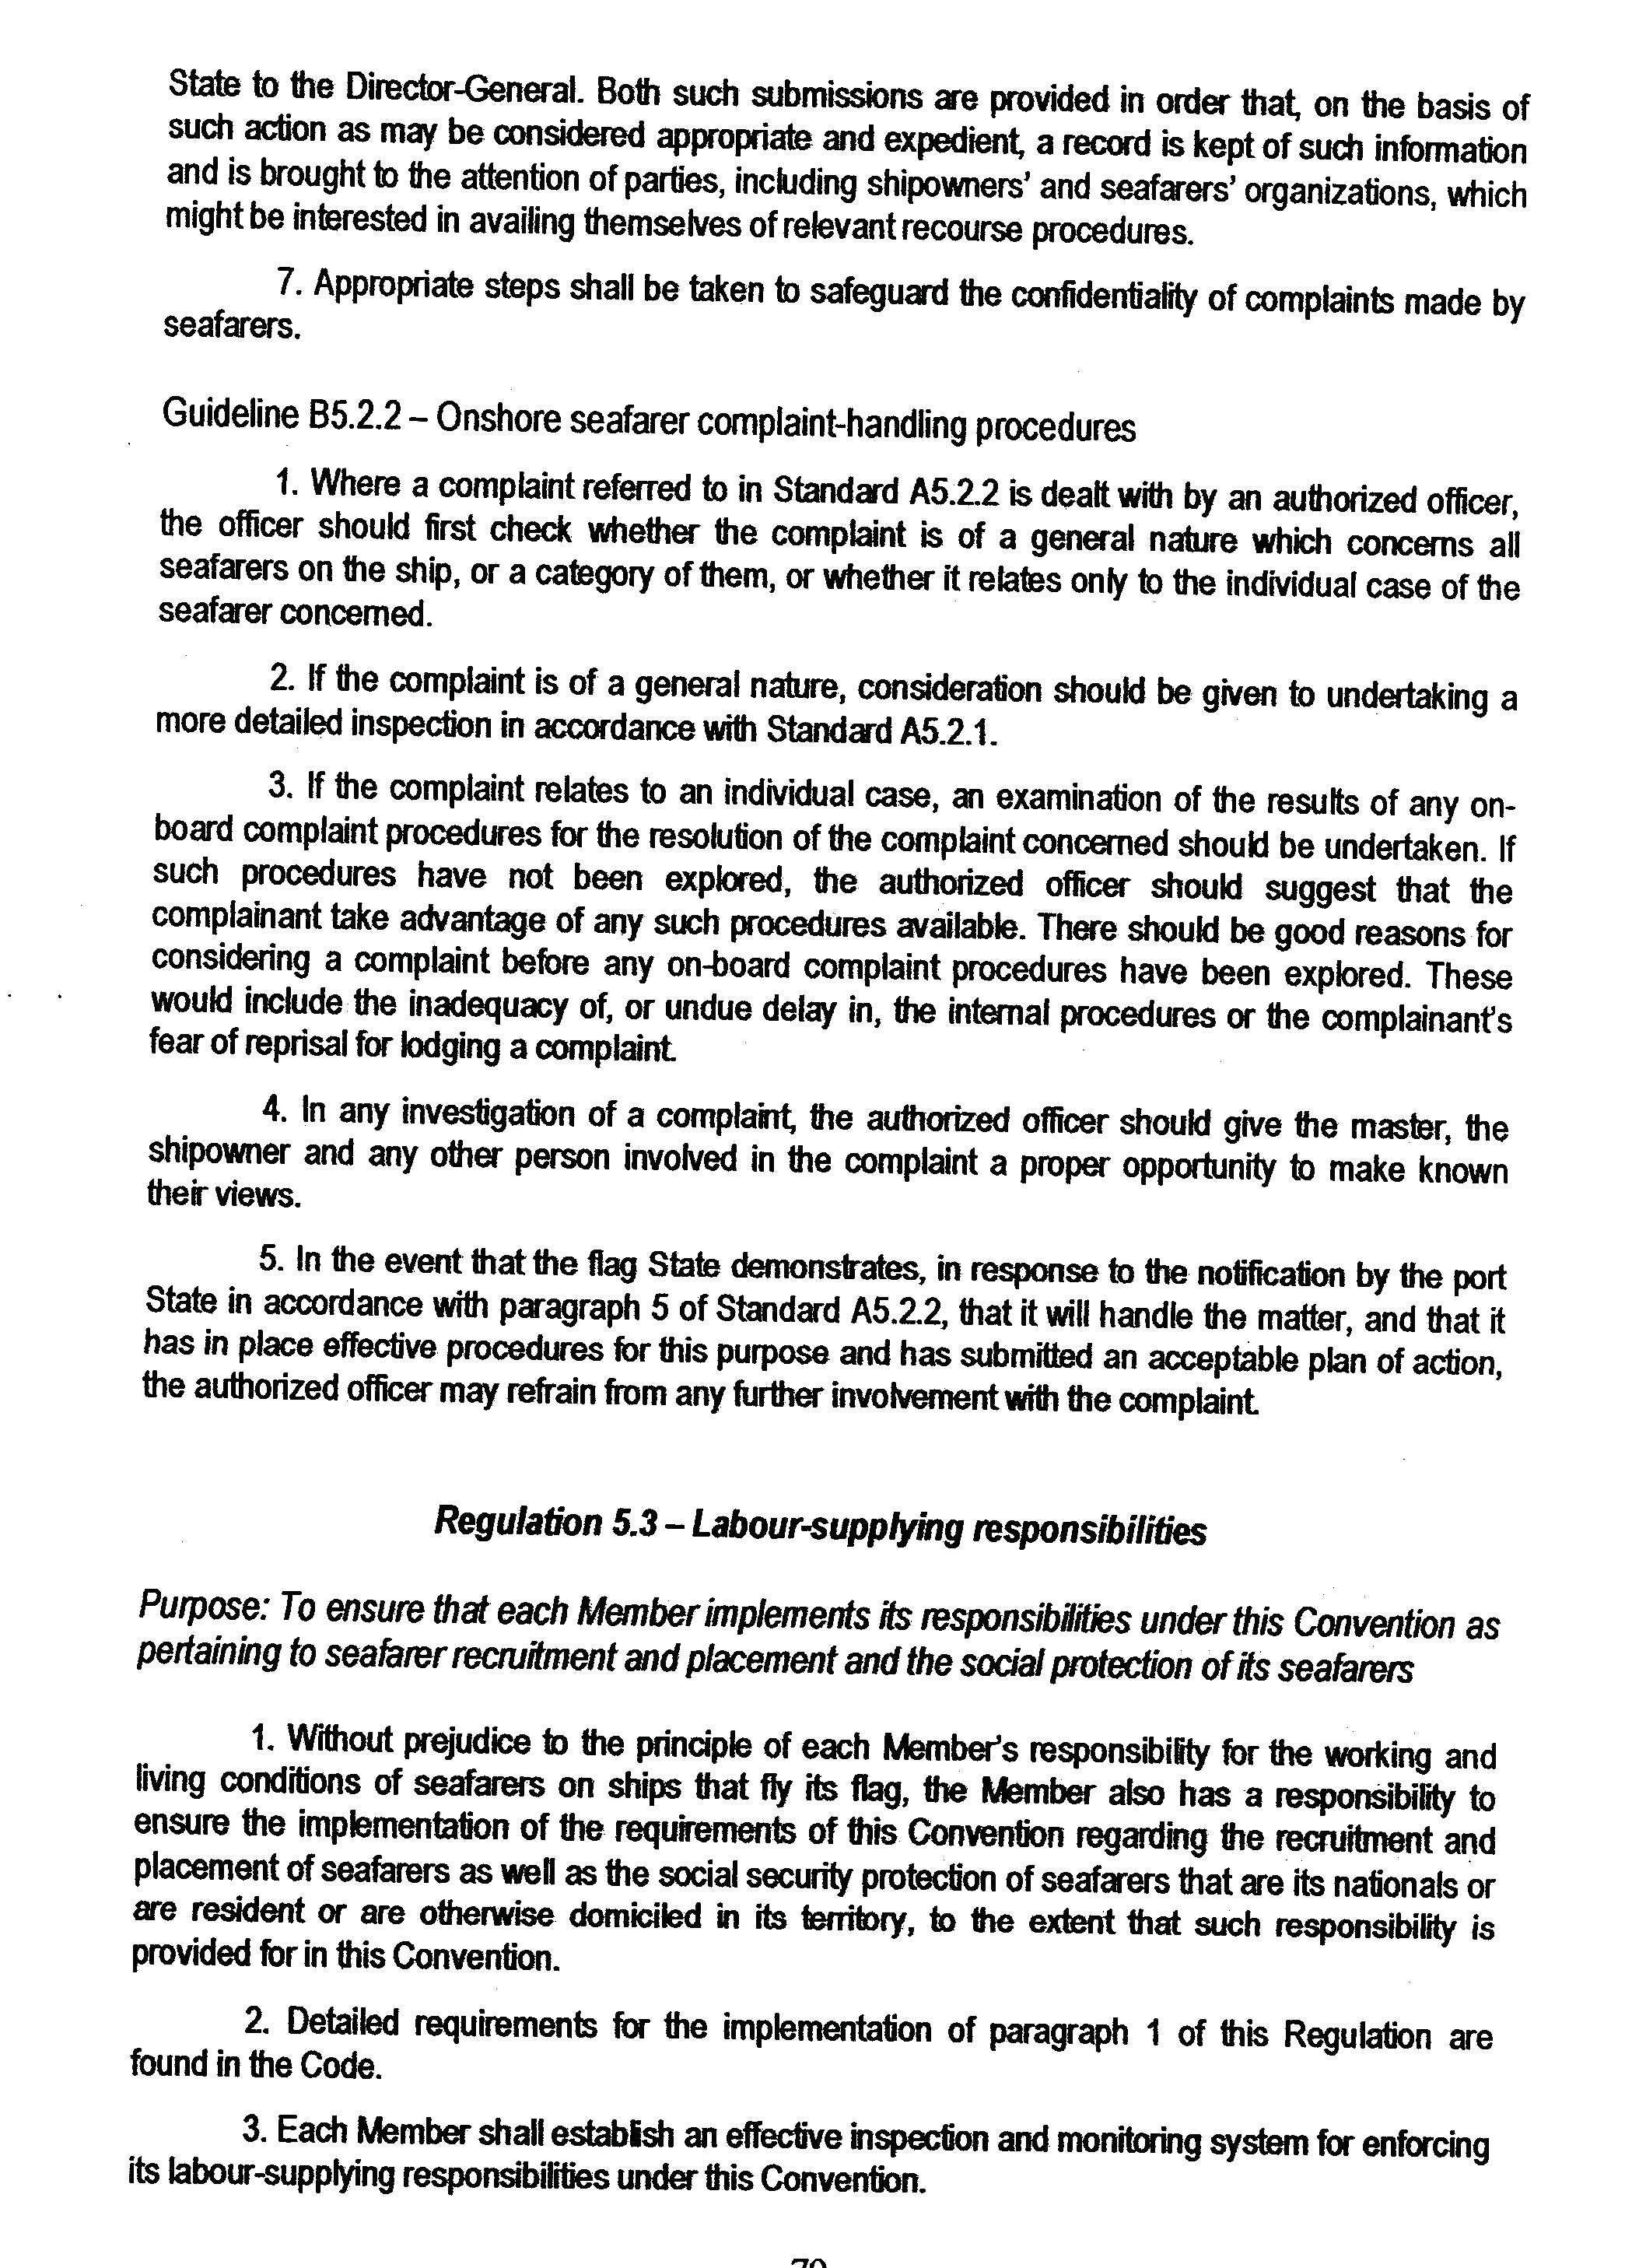 State to the Director-General. Both such submissions are provided in order that, on the basis of
such action as may be considered appropriate and expedient, a record is kept of such information
and is brought to the attention of parties, including shipowners' and seafarers' organizations, which
might be interested in availing themselves of relevant recourse procedures.
7. Appropriate steps shall be taken to safeguard the confidentiality of complaints made by
seafarers.
Guideline B5.2.2 – Onshore seafarer complaint-handling procedures
1. Where a complaint referred to in Standard A5.2.2 is dealt with by an authorized officer,
the officer should first check whether the complaint is of a general nature which concerns all
seafarers on the ship, or a category of them, or whether it relates only to the individual case of the
seafarer concerned.
2. If the complaint is of a general nature, consideration should be given to undertaking a
more detailed inspection in accordance with Standard A5.2.1.
3. If the complaint relates to an individual case, an examination of the results of any on-
board complaint procedures for the resolution of the complaint concerned should be undertaken. If
such procedures have not been explored, the authorized officer should suggest that the
complainant take advantage of any such procedures available. There should be good reasons for
considering a complaint before any on-board complaint procedures have been explored. These
would include the inadequacy of, or undue delay in, the internal procedures or the complainant's
fear of reprisal for lodging a complaint.
4. In any investigation of a complaint, the authorized officer should give the master, the
shipowner and any other person involved in the complaint a proper opportunity to make known
their views.
5. In the event that the flag State demonstrates, in response to the notification by the port
State in accordance with paragraph 5 of Standard A5.2.2, that it will handle the matter, and that it
has in place effective procedures for this purpose and has submitted an acceptable plan of action,
the authorized officer may refrain from any further involvement with the complaint.
Regulation 5.3 – Labour-supplying responsibilities
Purpose: To ensure that each Member implements its responsibilities under this Convention as
pertaining to seafarer recruitment and placement and the social protection of its seafarers
1. Without prejudice to the principle of each Member's responsibility for the working and
living conditions of seafarers on ships that fly its flag, the Member also has a responsibility to
ensure the implementation of the requirements of this Convention regarding the recruitment and
placement of seafarers as well as the social security protection of seafarers that are its nationals or
are resident or are otherwise domiciled in its territory, to the extent that such responsibility is
provided for in this Convention.
2. Detailed requirements for the implementation of paragraph 1 of this Regulation are
found in the Code.
3. Each Member shall establish an effective inspection and monitoring system for enforcing
its labour-supplying responsibilities under this Convention.